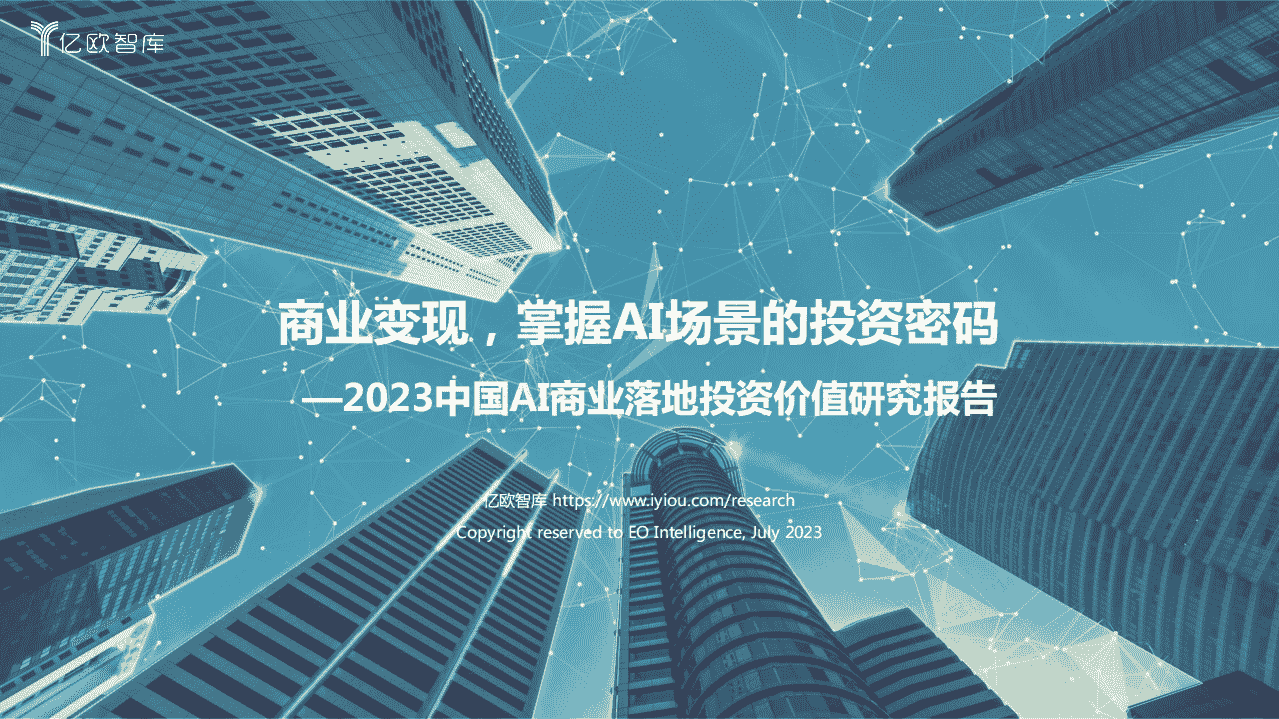 亿欧智库
商业变现，掌握AI场景的投资密码
—2023中国AI商业落地投资价值研究报告
亿欧智库 https://www.iyiou.com/research
Copyright reserved to EO Intelligence, July 2023